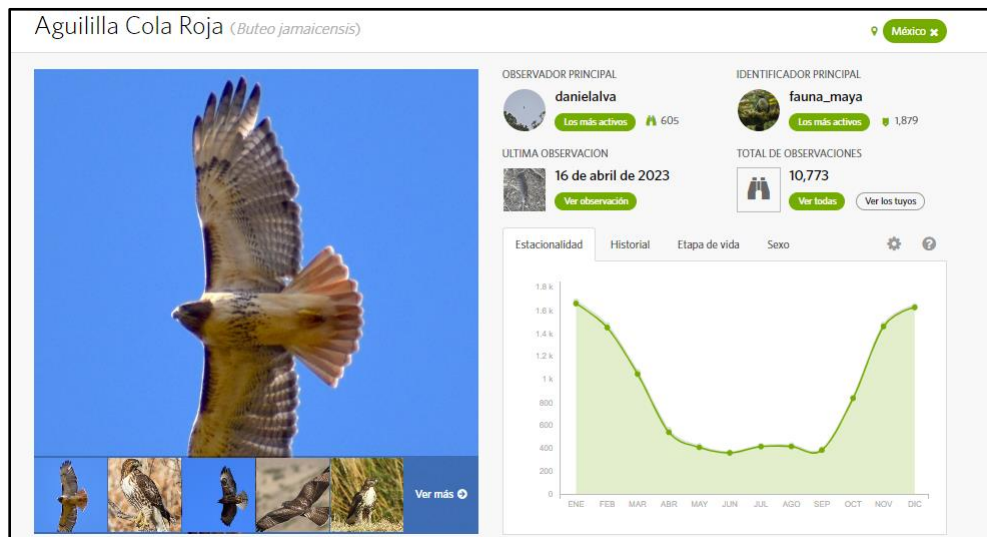 Aguililla Cola Roja (Buteo jamaicensis)
México ×
OBSERVADOR PRINCIPAL
danielalva
Los más activos 605
IDENTIFICADOR PRINCIPAL
fauna_maya
Los más activos 1,879
ULTIMA OBSERVACION
16 de abril de 2023
Ver observación
TOTAL DE OBSERVACIONES
10,773
Ver todas Ver los tuyos
Estacionalidad Historial Etapa de vida Sexo
1.8 k
1.6 k
1.4 k
1.2 k
1 k
800
600
400
200
0
ENE FEB MAR ABR MAY JUN JUL AGO SEP OCT NOV DIC
Ver más